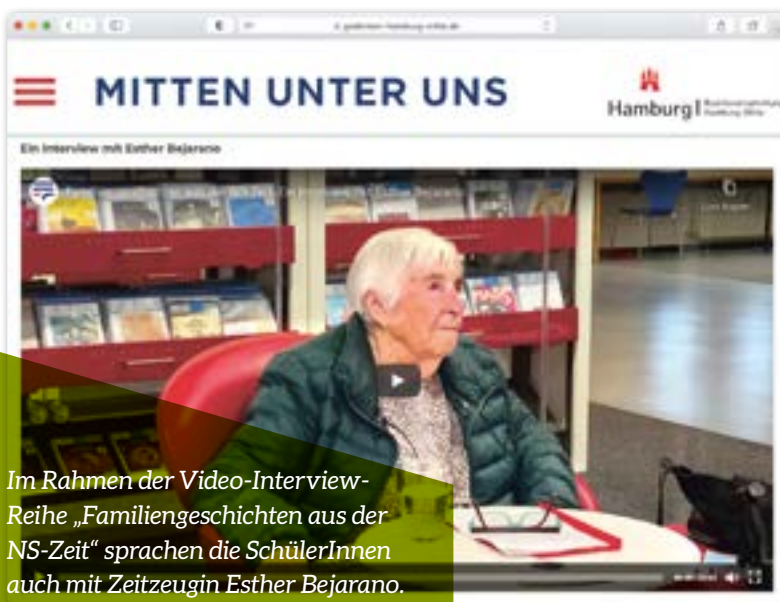 MITTEN UNTER UNS
Hamburg
Ein Interview mit Esther Bejarano
Im Rahmen der Video-Interview-
Reihe „Familiengeschichten aus der
NS-Zeit“ sprachen die SchülerInnen
auch mit Zeitzeugin Esther Bejarano.